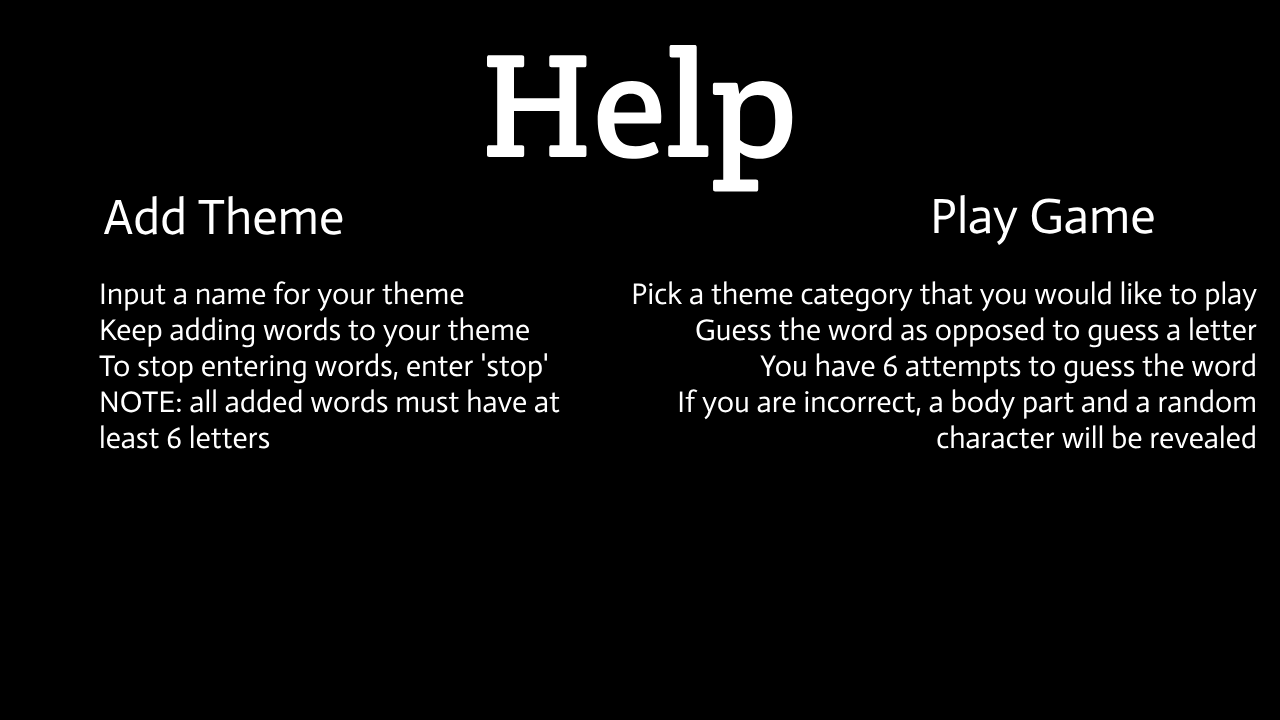 Help
Add Theme
Input a name for your theme
Keep adding words to your theme
To stop entering words, enter 'stop'
NOTE: all added words must have at
least 6 letters
Play Game
Pick a theme category that you would like to play
Guess the word as opposed to guess a letter
You have 6 attempts to guess the word
If you are incorrect, a body part and a random
character will be revealed